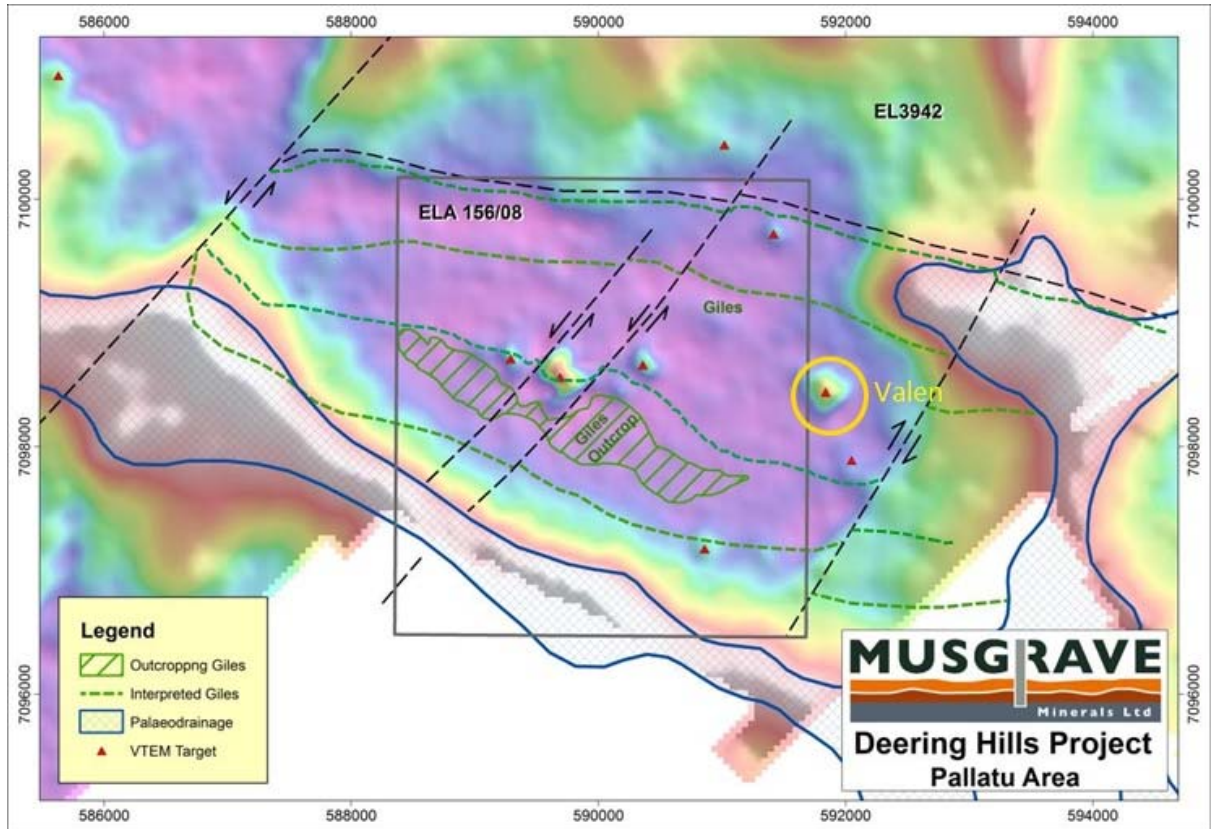 586000
588000
590000
592000
594000
EL3942
7100000
7100000
ELA 156/08
Giles
Valen
Giles
Outcrop
7098000
7098000
Legend
Outcroppng Giles
Interpreted Giles
Palaeodrainage
VTEM Target
7096000
7096000
MUSGRAVE
Minerals Ltd
Deering Hills Project
Pallatu Area
586000
588000
590000
592000
594000